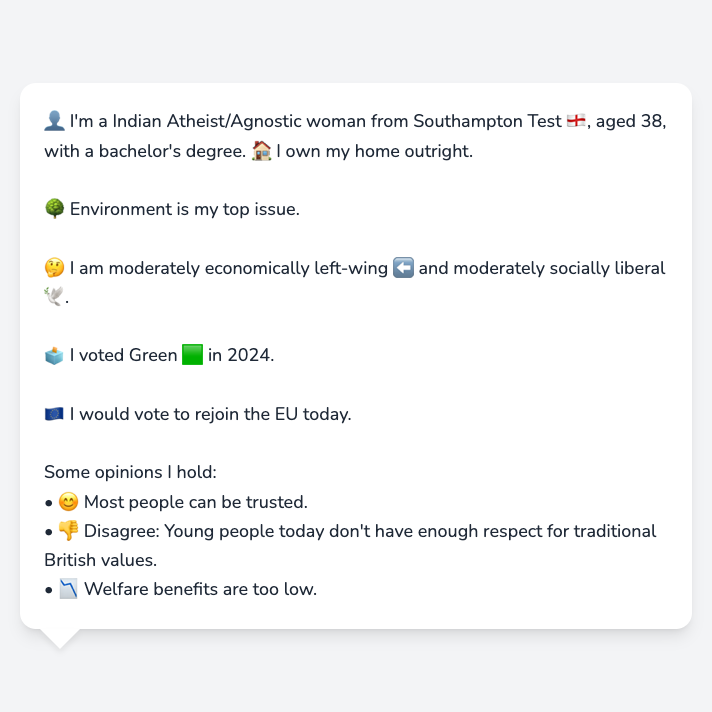 👤 I'm a Indian Atheist/Agnostic woman from Southampton Test 🏴󠁧󠁢󠁥󠁮󠁧󠁿, aged 38,
with a bachelor's degree. 🏠 I own my home outright.
🌳 Environment is my top issue.
🤔 I am moderately economically left-wing ⬅️ and moderately socially liberal
🕊️.
🗳️ I voted Green 🟩 in 2024.
🇪🇺 I would vote to rejoin the EU today.
Some opinions I hold:
• 😊 Most people can be trusted.
• 👎 Disagree: Young people today don't have enough respect for traditional
British values.
• 📉 Welfare benefits are too low.